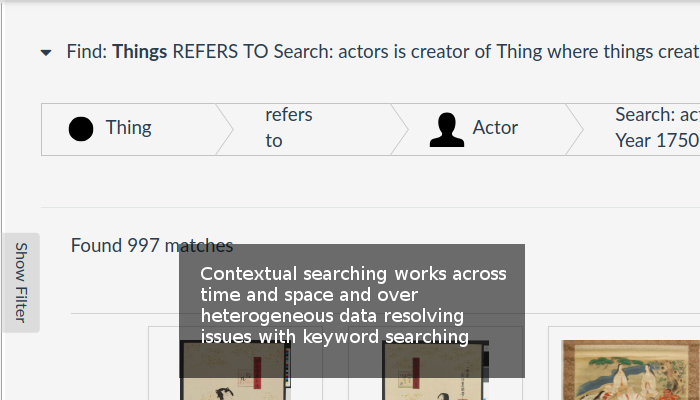 Find: Things REFERS TO Search: actors is creator of Thing where things creat
Thing
refers
to
Actor
Search: ac
Year 1750
Show Filter
Found 997 matches
Contextual searching works across
time and space and over
heterogeneous data resolving
issues with keyword searching